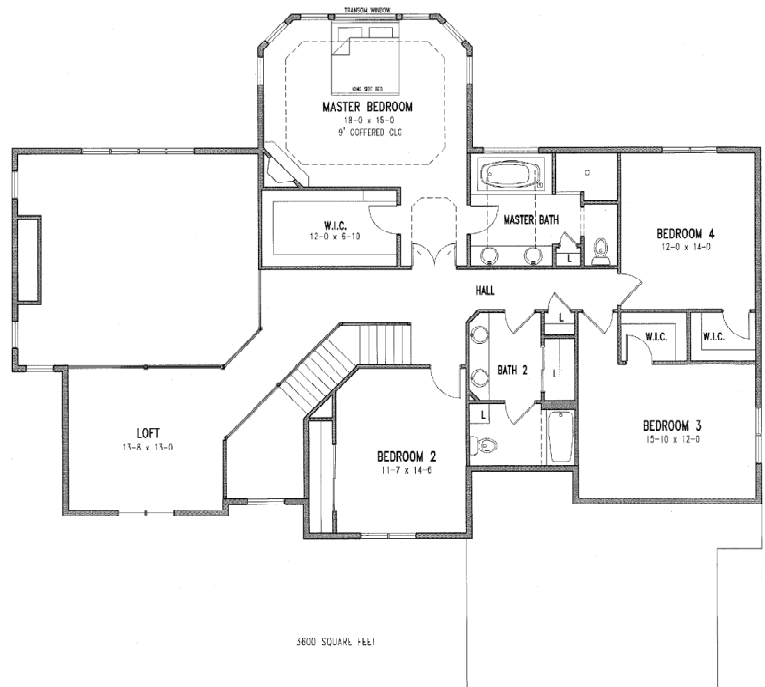 TRANSOM WINDOW
KING SIZE BED
MASTER BEDROOM
18-0 x 15-0
9' COFFERED CLG
W.I.C.
12-0 x 6-10
MASTER BATH
L
BEDROOM 4
12-0 x 14-0
HALL
L
W.I.C.
W.I.C.
BATH 2
L
L
LOFT
13-8 x 13-0
BEDROOM 2
11-7 x 14-6
BEDROOM 3
15-10 x 12-0
3600 SQUARE FEET